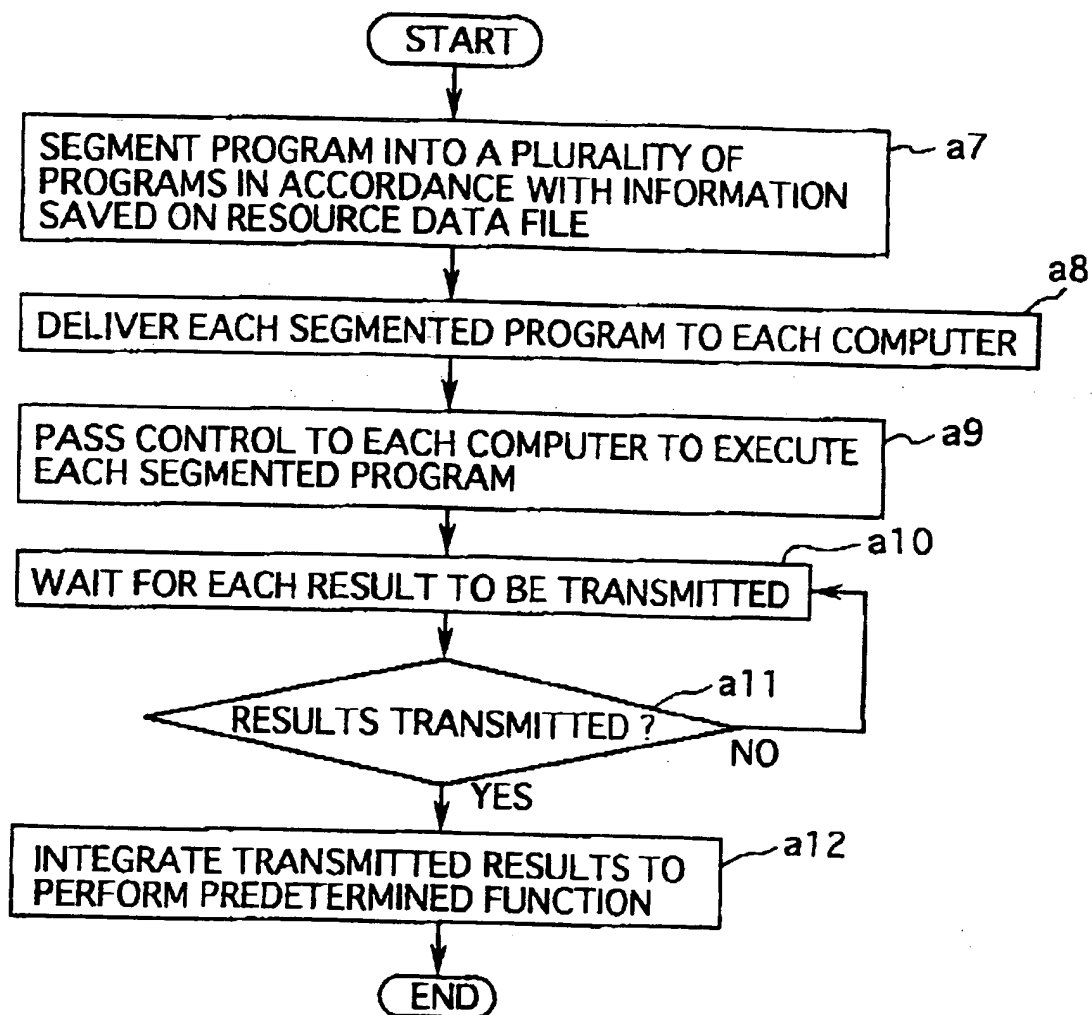 START
SEGMENT PROGRAM INTO A PLURALITY OF
PROGRAMS IN ACCORDANCE WITH INFORMATION
SAVED ON RESOURCE DATA FILE
a7
a8
DELIVER EACH SEGMENTED PROGRAM TO EACH COMPUTER
PASS CONTROL TO EACH COMPUTER TO EXECUTE
EACH SEGMENTED PROGRAM
a9
a10
WAIT FOR EACH RESULT TO BE TRANSMITTED
a11
RESULTS TRANSMITTED ?
NO
YES
INTEGRATE TRANSMITTED RESULTS TO
PERFORM PREDETERMINED FUNCTION
a12
END